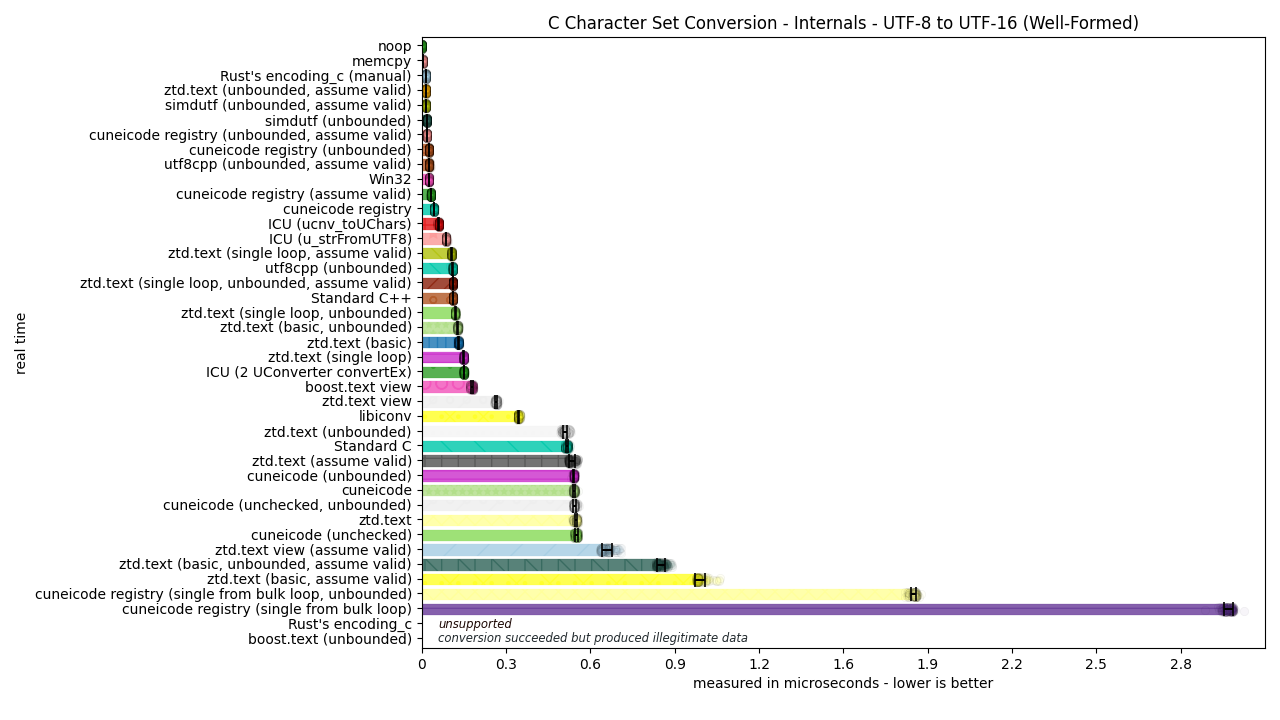 C Character Set Conversion - Internals - UTF-8 to UTF-16 (Well-Formed)
noop
memcpy
Rust's encoding_c (manual)
ztd.text (unbounded, assume valid)
simdutf (unbounded, assume valid)
simdutf (unbounded)
cuneicode registry (unbounded, assume valid)
cuneicode registry (unbounded)
utf8cpp (unbounded, assume valid)
Win32
cuneicode registry (assume valid)
cuneicode registry
ICU (ucnv_toUChars)
ICU (u_strFromUTF8)
ztd.text (single loop, assume valid)
utf8cpp (unbounded)
ztd.text (single loop, unbounded, assume valid)
Standard C++
ztd.text (single loop, unbounded)
ztd.text (basic, unbounded)
ztd.text (basic)
ztd.text (single loop)
ICU (2 UConverter convertEx)
boost.text view
ztd.text view
libiconv
ztd.text (unbounded)
Standard C
ztd.text (assume valid)
cuneicode (unbounded)
cuneicode
cuneicode (unchecked, unbounded)
ztd.text
cuneicode (unchecked)
ztd.text view (assume valid)
ztd.text (basic, unbounded, assume valid)
ztd.text (basic, assume valid)
cuneicode registry (single from bulk loop, unbounded)
cuneicode registry (single from bulk loop)
Rust's encoding_c unsupported
boost.text (unbounded) conversion succeeded but produced illegitimate data
real time
0 0.3 0.6 0.9 1.2 1.6 1.9 2.2 2.5 2.8
measured in microseconds - lower is better